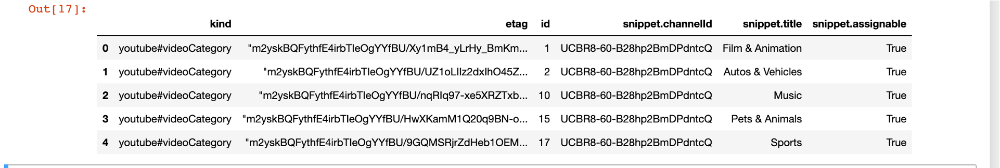 Out[17]:
kind etag id snippet.channelId snippet.title snippet.assignable
0 youtube#videoCategory "m2yskBQFythfE4irbTIeOgYYfBU/Xy1mB4_yLrHy_BmKm... 1 UCBR8-60-B28hp2BmDPdntcQ Film & Animation True
1 youtube#videoCategory "m2yskBQFythfE4irbTIeOgYYfBU/UZ1oLIIz2dxIhO45Z... 2 UCBR8-60-B28hp2BmDPdntcQ Autos & Vehicles True
2 youtube#videoCategory "m2yskBQFythfE4irbTIeOgYYfBU/nqRIq97-xe5XRZTxb... 10 UCBR8-60-B28hp2BmDPdntcQ Music True
3 youtube#videoCategory "m2yskBQFythfE4irbTIeOgYYfBU/HwXKamM1Q20q9BN-o... 15 UCBR8-60-B28hp2BmDPdntcQ Pets & Animals True
4 youtube#videoCategory "m2yskBQFythfE4irbTIeOgYYfBU/9GQMSRjrZdHeb1OEM... 17 UCBR8-60-B28hp2BmDPdntcQ Sports True